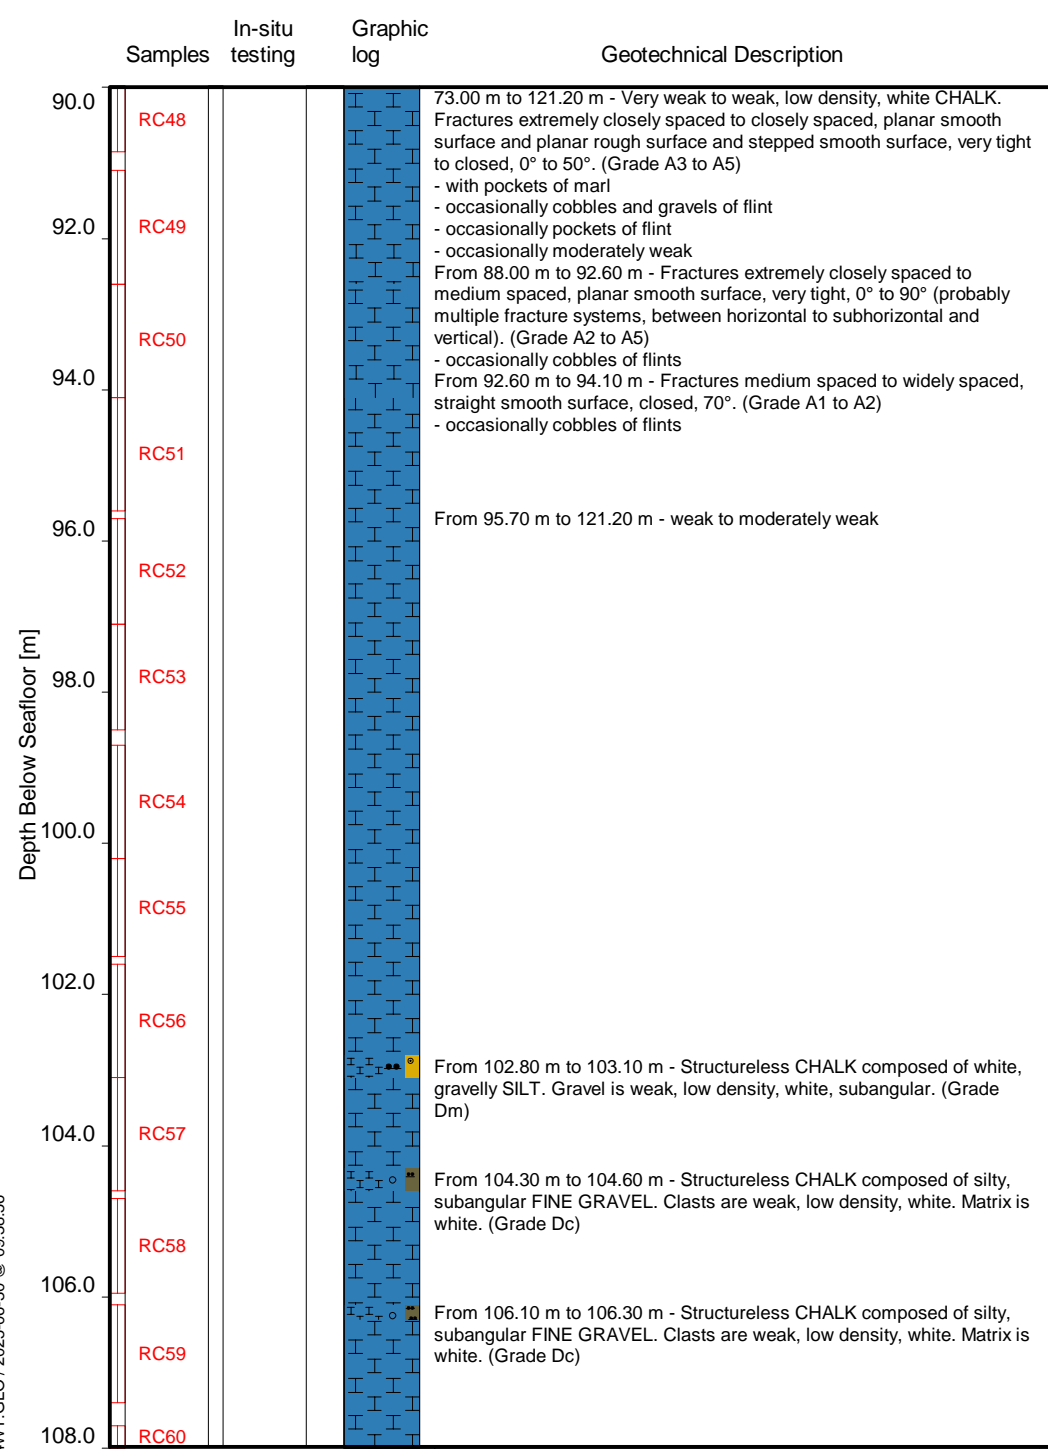 In-situ Graphic
Samples testing log Geotechnical Description
90.0
RC48
92.0
RC49
RC50
94.0
RC51
96.0
RC52
98.0
RC53
RC54
100.0
RC55
102.0
RC56
104.0
RC57
RC58
106.0
RC59
108.0
RC60
Depth Below Seafloor [m]
73.00 m to 121.20 m - Very weak to weak, low density, white CHALK.
Fractures extremely closely spaced to closely spaced, planar smooth
surface and planar rough surface and stepped smooth surface, very tight
to closed, 0° to 50°. (Grade A3 to A5)
- with pockets of marl
- occasionally cobbles and gravels of flint
- occasionally pockets of flint
- occasionally moderately weak
From 88.00 m to 92.60 m - Fractures extremely closely spaced to
medium spaced, planar smooth surface, very tight, 0° to 90° (probably
multiple fracture systems, between horizontal to subhorizontal and
vertical). (Grade A2 to A5)
- occasionally cobbles of flints
From 92.60 m to 94.10 m - Fractures medium spaced to widely spaced,
straight smooth surface, closed, 70°. (Grade A1 to A2)
- occasionally cobbles of flints
From 95.70 m to 121.20 m - weak to moderately weak
From 102.80 m to 103.10 m - Structureless CHALK composed of white,
gravelly SILT. Gravel is weak, low density, white, subangular. (Grade
Dm)
From 104.30 m to 104.60 m - Structureless CHALK composed of silty,
subangular FINE GRAVEL. Clasts are weak, low density, white. Matrix is
white. (Grade Dc)
From 106.10 m to 106.30 m - Structureless CHALK composed of silty,
subangular FINE GRAVEL. Clasts are weak, low density, white. Matrix is
white. (Grade Dc)